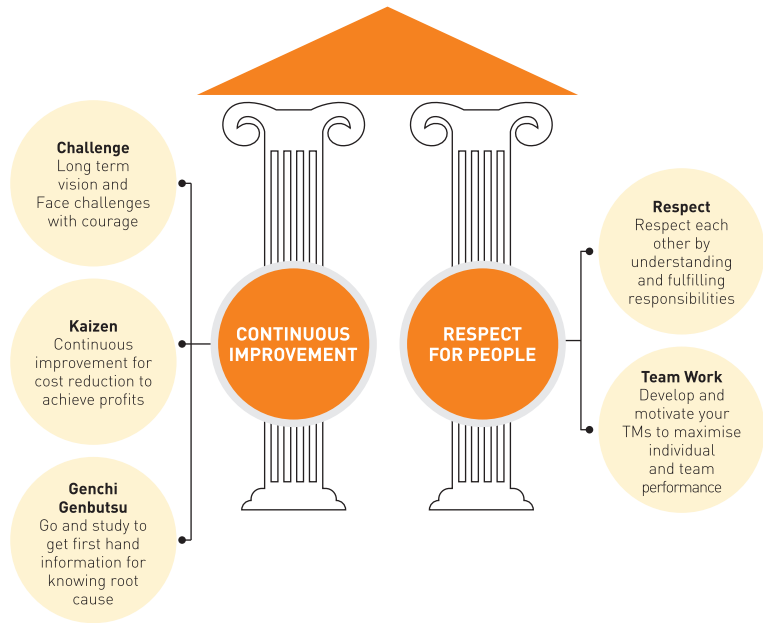 Challenge
Long term
vision and
Face challenges
with courage
Kaizen
Continuous
improvement for
cost reduction to
achieve profits
Genchi
Genbutsu
Go and study to
get first hand
information for
knowing root
cause
CONTINUOUS
IMPROVEMENT
RESPECT
FOR PEOPLE
Respect
Respect each
other by
understanding
and fulfilling
responsibilities
Team Work
Develop and
motivate your
TMs to maximise
individual
and team
performance